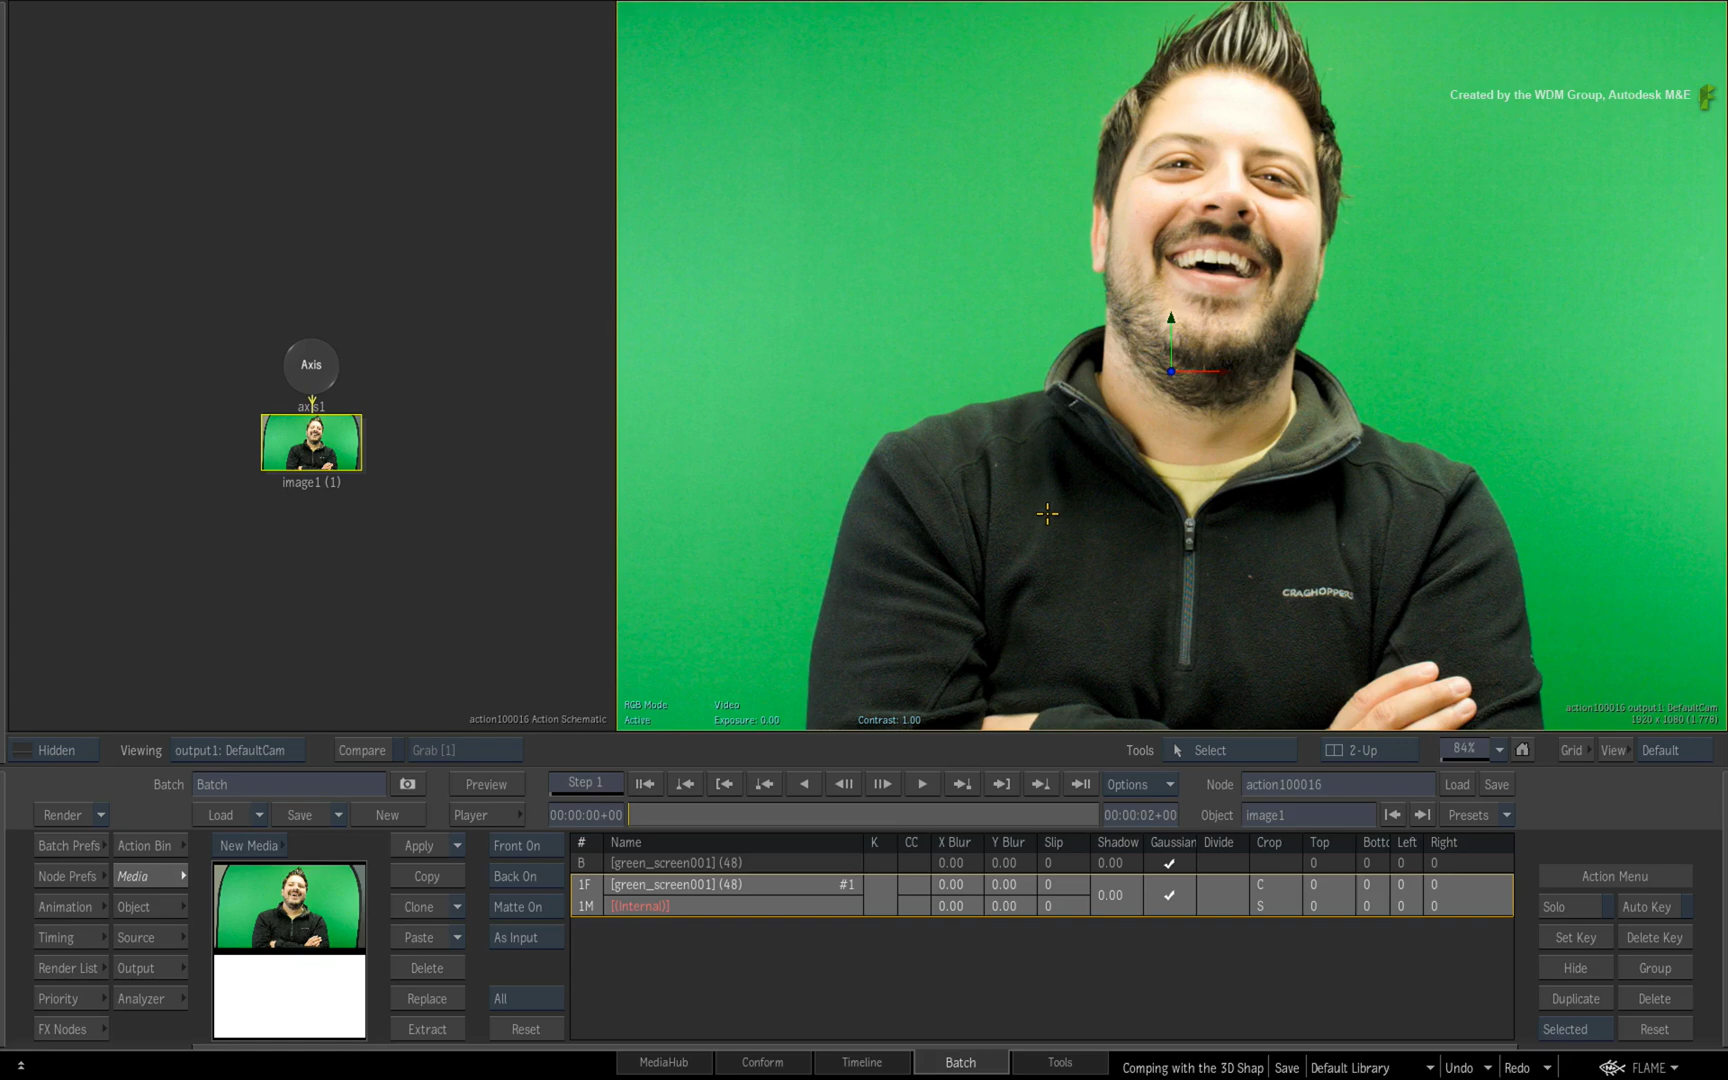 Created by the WDM Group, Autodesk M&E
Axis
axis1
image1 (1)
CRAGHOPPERS
RGB Mode
Active
Video
Exposure: 0.00
Contrast: 1.00
action100016 Action Schematic
action100016 output1: DefaultCam
1920 x 1080 (1.778)
Hidden
Viewing
output1: DefaultCam
Compare
Grab [1]
Tools
Select
2-Up
84%
Grid
View
Default
Batch
Batch
Preview
Step 1
Options
Node
action100016
Load
Save
Render
Load
Save
New
Player
00:00:00+00
00:00:02+00
Object
image1
Presets
Batch Prefs
Action Bin
New Media
Apply
Front On
# Name K CC X Blur Y Blur Slip Shadow Gaussian Divide Crop Top Botto Left Right
B [green_screen001] (48) 0.00 0.00 0 0.00 0 0 0 0
Node Prefs
Media
Copy
Back On
1F [green_screen001] (48) #1 0.00 0.00 0 0.00 C 0 0 0 0
1M [(Internal)] 0.00 0.00 0 S 0 0 0 0
Action Menu
Animation
Object
Clone
Matte On
Solo
Auto Key
Timing
Source
Paste
As Input
Set Key
Delete Key
Render List
Output
Delete
Hide
Group
Priority
Analyzer
Replace
All
Duplicate
Delete
FX Nodes
Extract
Reset
Selected
Reset
MediaHub
Conform
Timeline
Batch
Tools
Comping with the 3D Shap
Save
Default Library
Undo
Redo
FLAME